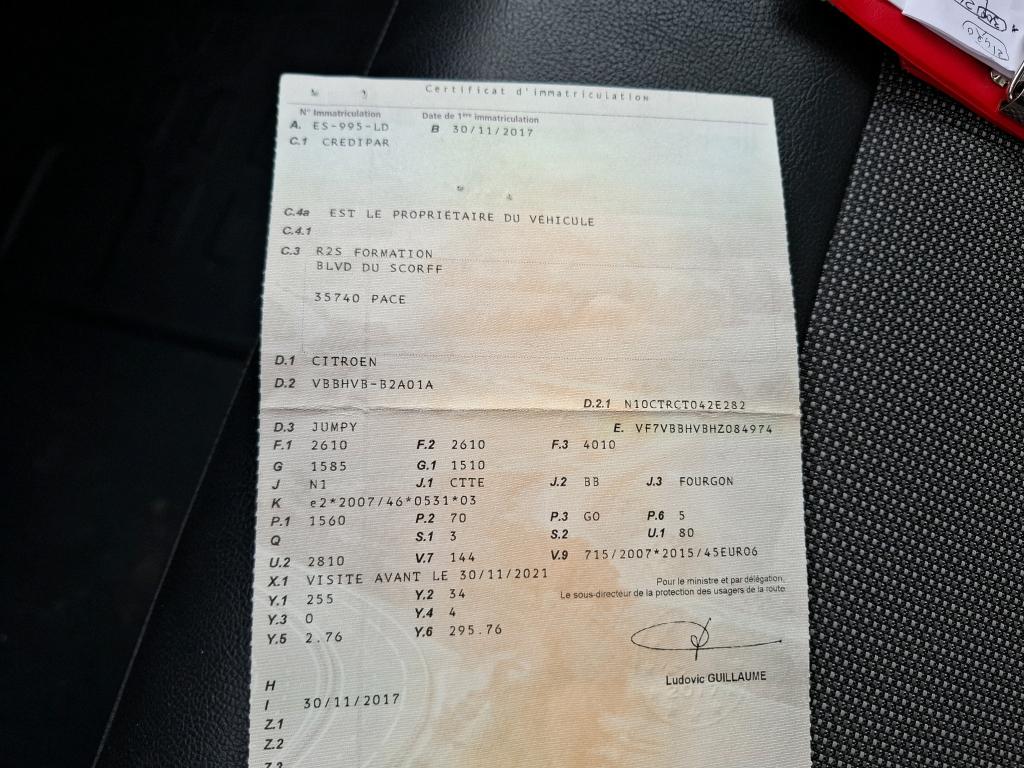 Certificat d'immatriculation
N° Immatriculation Date de 1ère immatriculation
A. ES-995-LD B 30/11/2017
C.1 CREDIPAR
C.4a EST LE PROPRIÉTAIRE DU VÉHICULE
C.4.1
C.3 R2S FORMATION
BLVD DU SCORFF
35740 PACE
D.1 CITROEN
D.2 VBBHVB-B2A01A
D.2.1 N10CTRCT042E282
D.3 JUMPY E. VF7VBBHVBHZ084974
F.1 2610 F.2 2610 F.3 4010
G 1585 G.1 1510
J N1 J.1 CTTE J.2 BB J.3 FOURGON
K e2*2007/46*0531*03
P.1 1560 P.2 70 P.3 GO P.6 5
Q S.1 3 S.2 U.1 80
U.2 2810 V.7 144 V.9 715/2007*2015/45EURO6
X.1 VISITE AVANT LE 30/11/2021
Pour le ministre et par délégation,
Le sous-directeur de la protection des usagers de la route
Y.1 255 Y.2 34
Y.3 0 Y.4 4
Y.5 2.76 Y.6 295.76
Ludovic GUILLAUME
H
I 30/11/2017
Z.1
Z.2